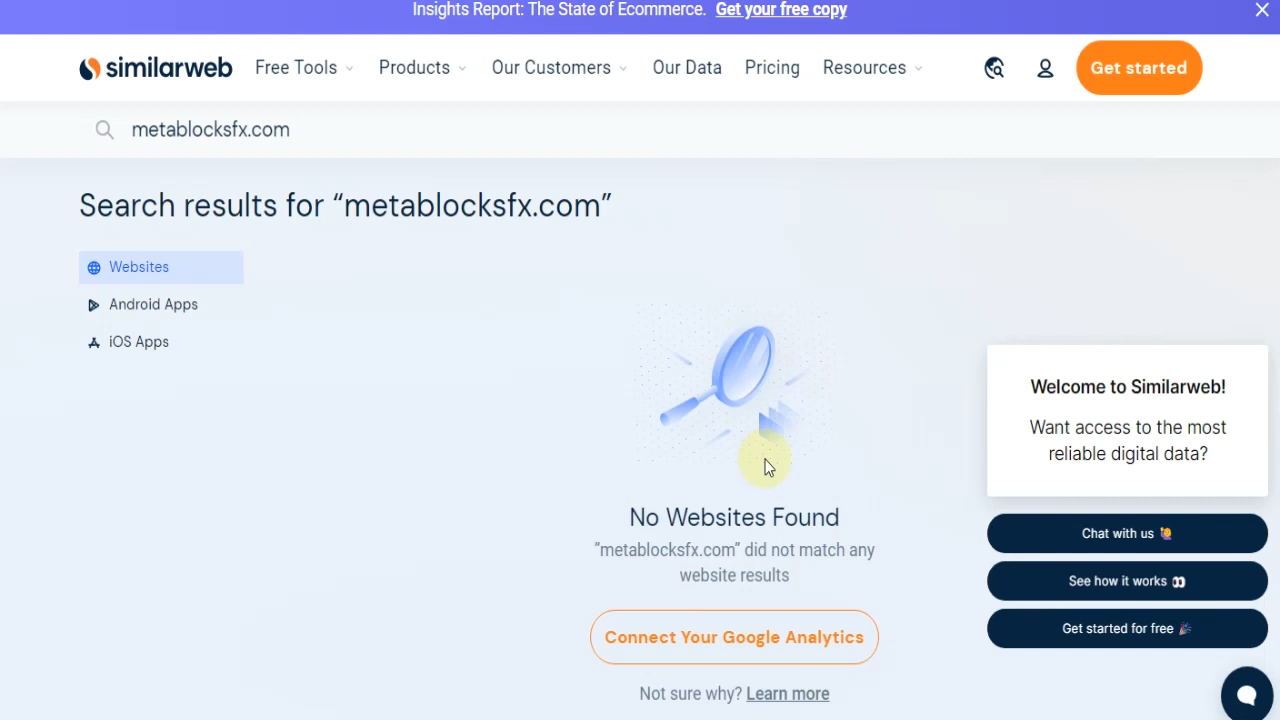 Insights Report: The State of Ecommerce. Get your free copy
similarweb Free Tools Products Our Customers Our Data Pricing Resources Get started
metablocksfx.com
Search results for “metablocksfx.com”
Websites
Android Apps
iOS Apps
Welcome to Similarweb!
Want access to the most
reliable digital data?
No Websites Found
"metablocksfx.com" did not match any
website results
Chat with us 🙋
See how it works 👀
Get started for free 🎉
Connect Your Google Analytics
Not sure why? Learn more